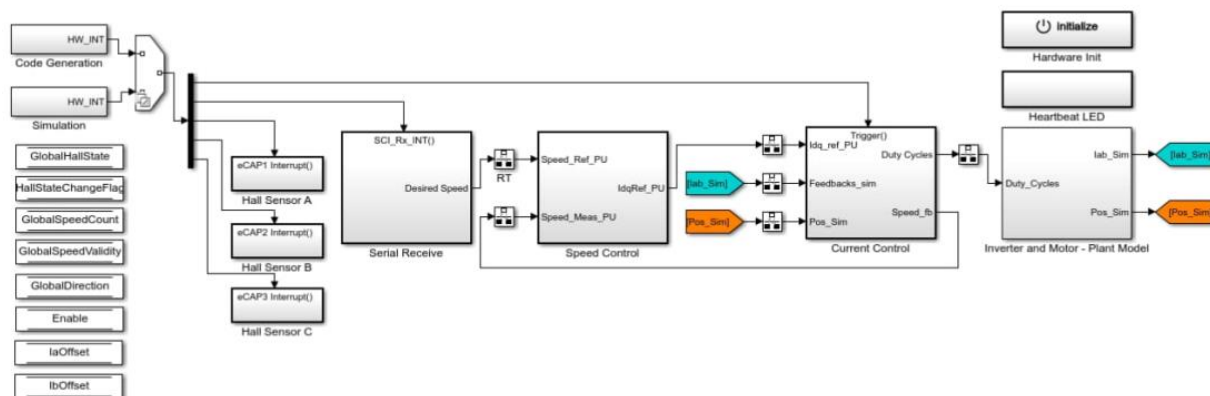 HW_INT
Code Generation
HW_INT
Simulation
GlobalHallState
HallStateChangeFlag
GlobalSpeedCount
GlobalSpeedValidity
GlobalDirection
Enable
IaOffset
IbOffset
eCAP1 Interrupt()
Hall Sensor A
eCAP2 Interrupt()
Hall Sensor B
eCAP3 Interrupt()
Hall Sensor C
SCI_Rx_INT()
Desired Speed
Serial Receive
RT
Speed_Ref_PU
IdqRef_PU
Speed_Meas_PU
Speed Control
[Iab_Sim]
[Pos_Sim]
Trigger()
Idq_ref_PU
Duty Cycles
Feedbacks_sim
Speed_fb
Pos_Sim
Current Control
initialize
Hardware Init
Heartbeat LED
Iab_Sim
Duty_Cycles
Pos_Sim
Inverter and Motor - Plant Model
[Iab_Sim]
[Pos_Sim]